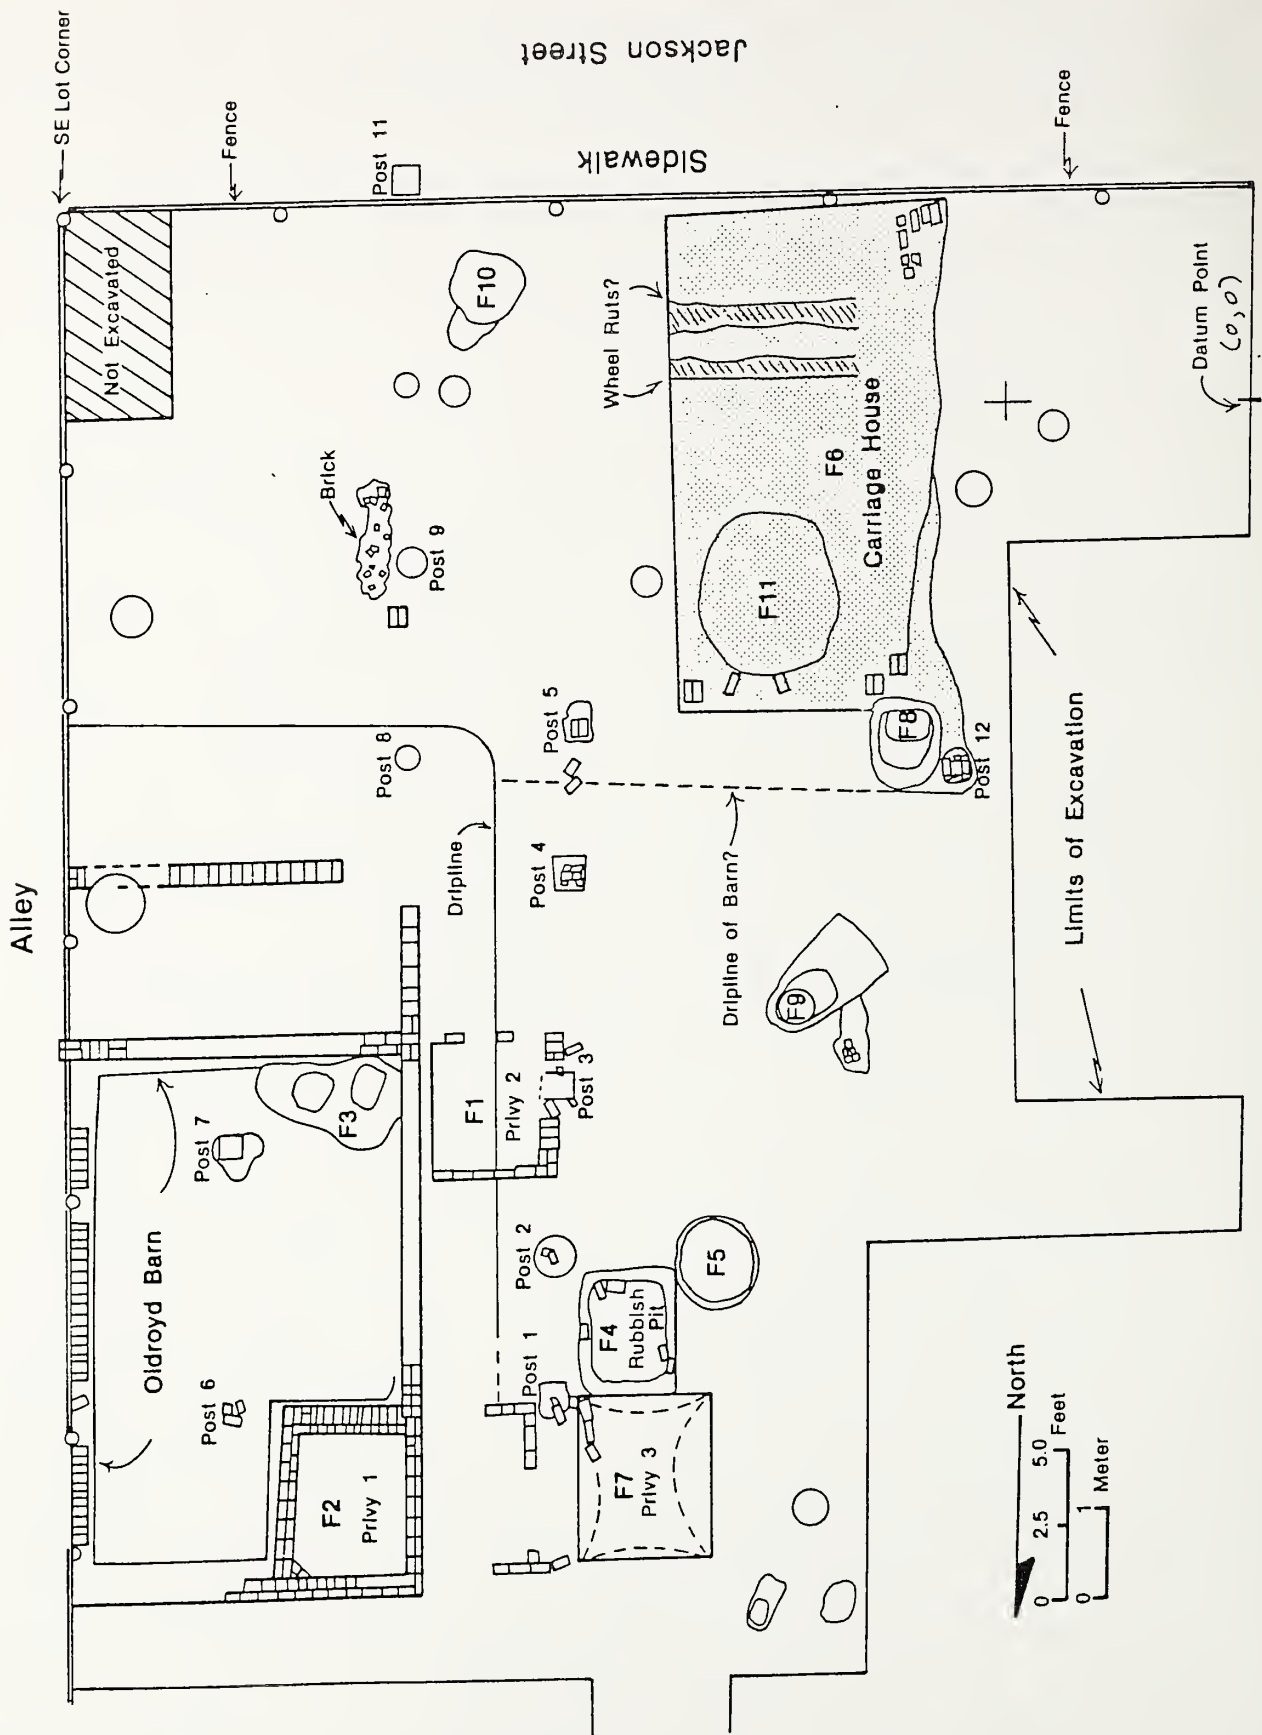 SE Lot Corner
Fence
Post 11
Jackson Street
Sidewalk
Fence
Not Excavated
F10
Wheel Ruts?
Datum Point
(0,0)
Brick
Post 9
F6
Carriage House
F11
Alley
Post 8
Post 5
F8
Post 12
Dripline
Post 4
Dripline of Barn?
Limits of Excavation
F9
F3
F1
Privy 2
Post 3
Post 7
Oldroyd Barn
Post 2
F5
F4
Rubbish
Pit
Post 1
Post 6
F2
Privy 1
F7
Privy 3
North
0 2.5 5.0
Feet
0 1
Meter